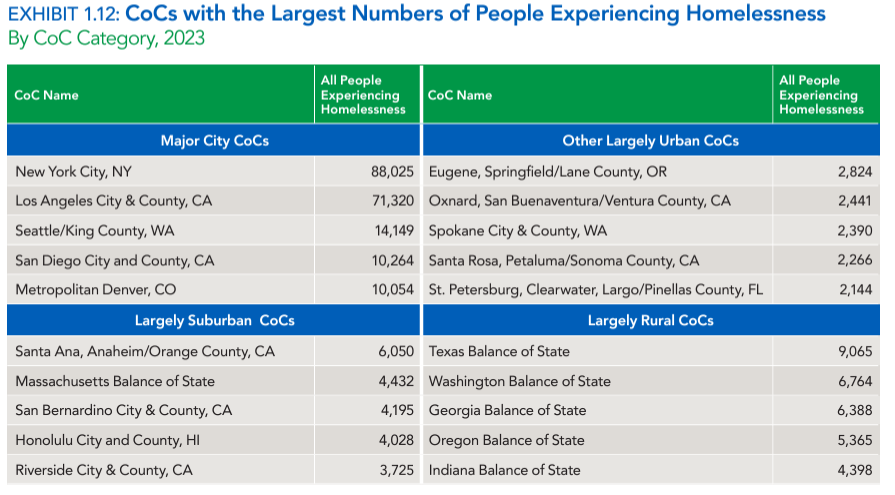 EXHIBIT 1.12: CoCs with the Largest Numbers of People Experiencing Homelessness
By CoC Category, 2023
CoC Name
All People
Experiencing
Homelessness
CoC Name
All People
Experiencing
Homelessness
Major City CoCs
Other Largely Urban CoCs
New York City, NY 88,025 Eugene, Springfield/Lane County, OR 2,824
Los Angeles City & County, CA 71,320 Oxnard, San Buenaventura/Ventura County, CA 2,441
Seattle/King County, WA 14,149 Spokane City & County, WA 2,390
San Diego City and County, CA 10,264 Santa Rosa, Petaluma/Sonoma County, CA 2,266
Metropolitan Denver, CO 10,054 St. Petersburg, Clearwater, Largo/Pinellas County, FL 2,144
Largely Suburban CoCs
Largely Rural CoCs
Santa Ana, Anaheim/Orange County, CA 6,050 Texas Balance of State 9,065
Massachusetts Balance of State 4,432 Washington Balance of State 6,764
San Bernardino City & County, CA 4,195 Georgia Balance of State 6,388
Honolulu City and County, HI 4,028 Oregon Balance of State 5,365
Riverside City & County, CA 3,725 Indiana Balance of State 4,398